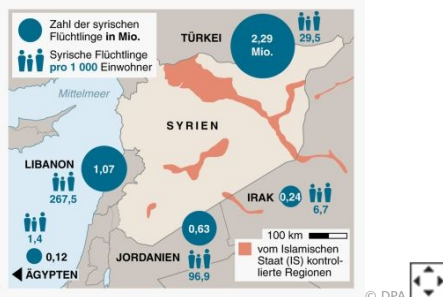 Zahl der syrischen
Flüchtlinge in Mio.
Syrische Flüchtlinge
pro 1 000 Einwohner
TÜRKEI
2,29
Mio.
29,5
Mittelmeer
SYRIEN
LIBANON
1,07
267,5
IRAK
0,24
6,7
1,4
0,12
ÄGYPTEN
0,63
JORDANIEN
96,9
100 km
vom Islamischen
Staat (IS) kontrol-
lierte Regionen
© DPA